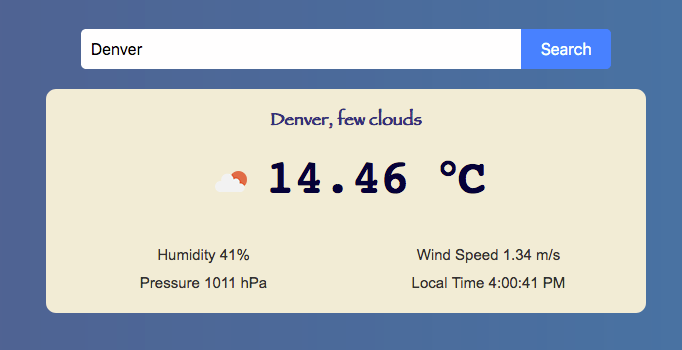 Denver
Search
Denver, few clouds
14.46 °C
Humidity 41%
Wind Speed 1.34 m/s
Pressure 1011 hPa
Local Time 4:00:41 PM